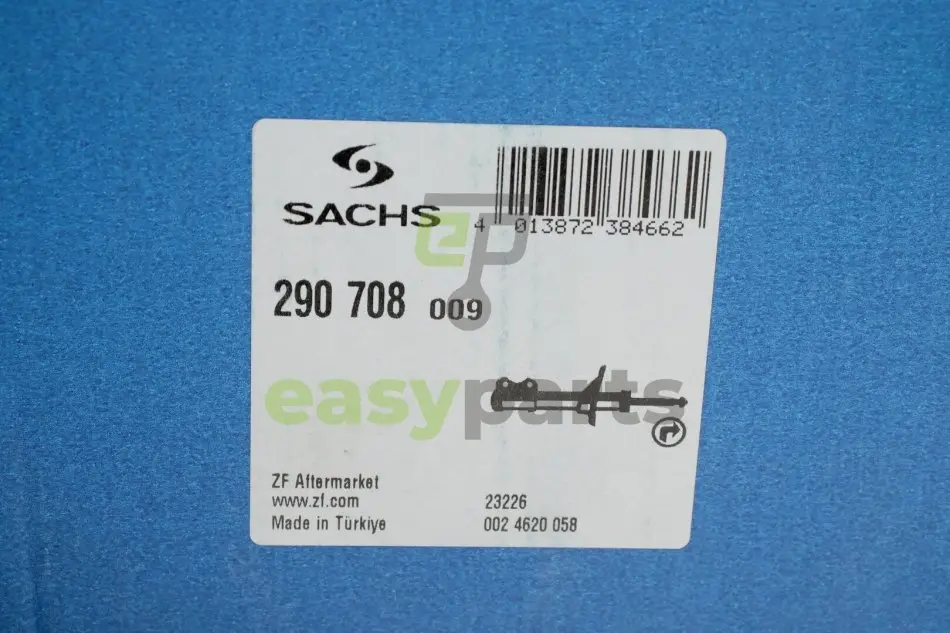 SACHS
4 013872 384662
eP
290 708 009
easyparts
ZF Aftermarket
www.zf.com 23226
Made in Türkiye 002 4620 058